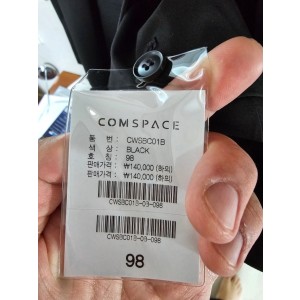 COMSPACE
품 번 : CWSBC01B
색 상 : BLACK
호 칭 : 98
판매가격 : ₩140,000 (하의)
판매가격 : ₩140,000 (하의)
CWSBC01B-03-098
CWSBC01B-03-098
98